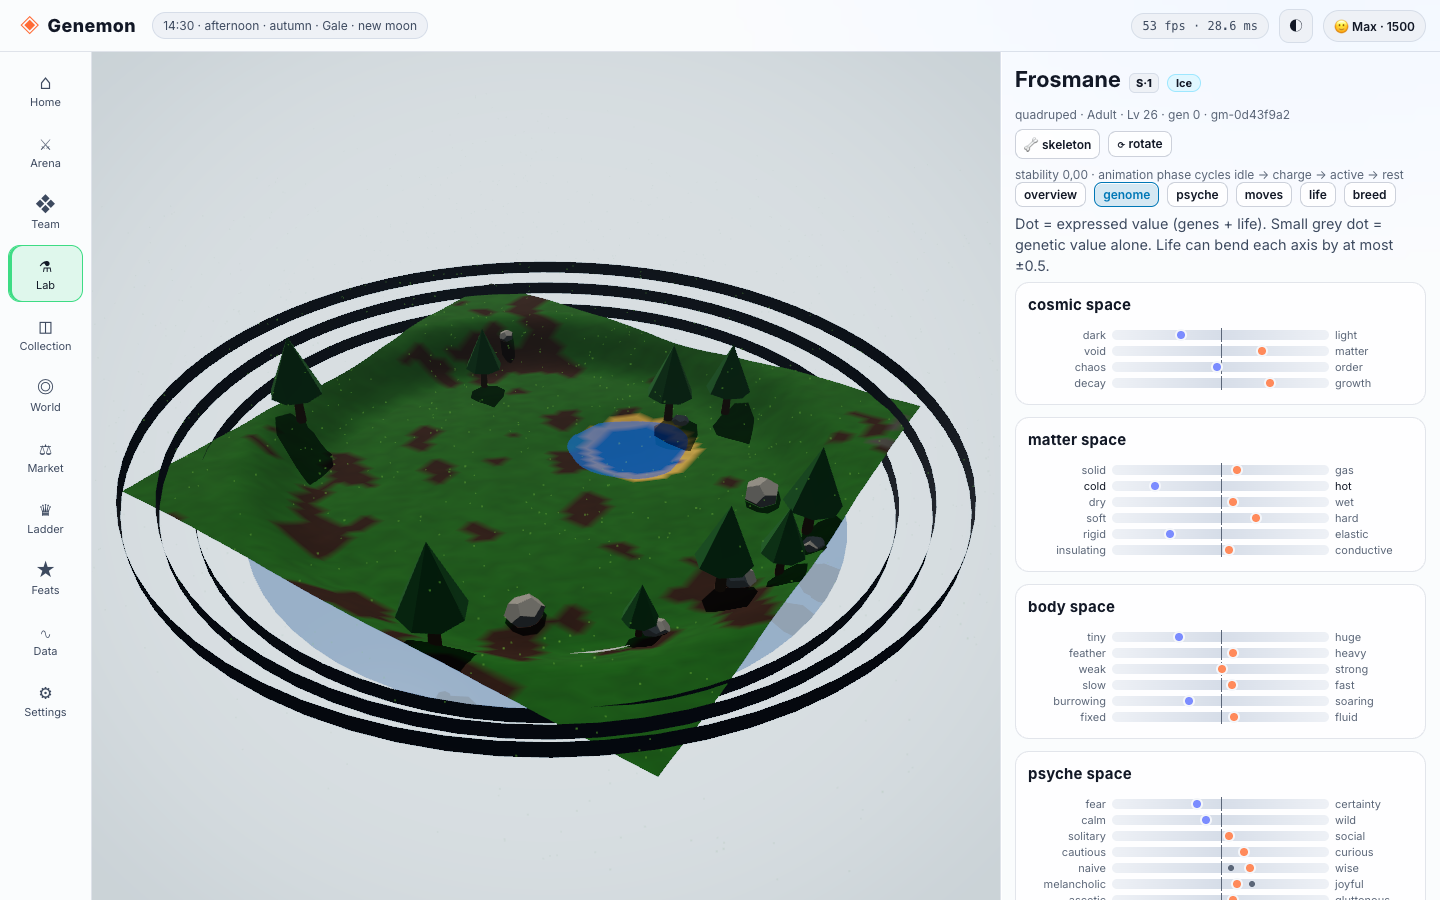 Genemon
14:30 · afternoon · autumn · Gale · new moon
53 fps · 28.6 ms
Max · 1500
Home
Arena
Team
Lab
Collection
World
Market
Ladder
Feats
Data
Settings
Frosmane S·1 Ice
quadruped · Adult · Lv 26 · gen 0 · gm-0d43f9a2
skeleton
rotate
stability 0,00 · animation phase cycles idle → charge → active → rest
overview genome psyche moves life breed
Dot = expressed value (genes + life). Small grey dot =
genetic value alone. Life can bend each axis by at most
±0.5.
cosmic space
dark light
void matter
chaos order
decay growth
matter space
solid gas
cold hot
dry wet
soft hard
rigid elastic
insulating conductive
body space
tiny huge
feather heavy
weak strong
slow fast
burrowing soaring
fixed fluid
psyche space
fear certainty
calm wild
solitary social
cautious curious
naive wise
melancholic joyful